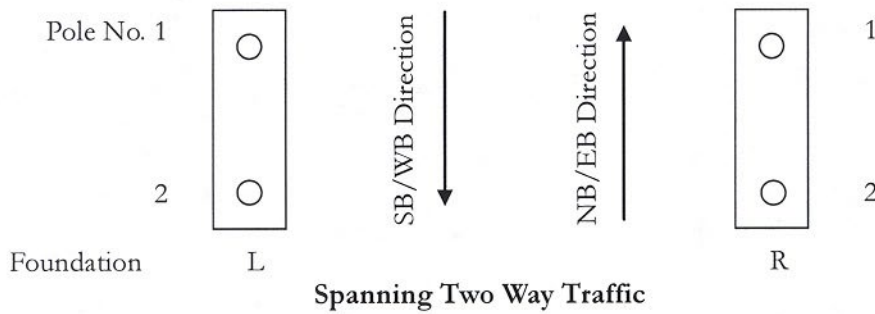 Pole No. 1
1
SB/WB Direction
NB/EB Direction
2
2
Foundation L R
Spanning Two Way Traffic